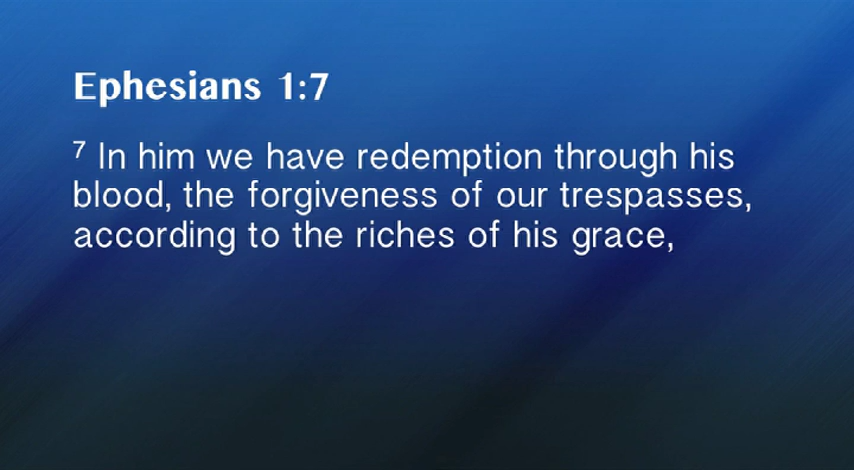 Ephesians 1:7
7 In him we have redemption through his
blood, the forgiveness of our trespasses,
according to the riches of his grace,